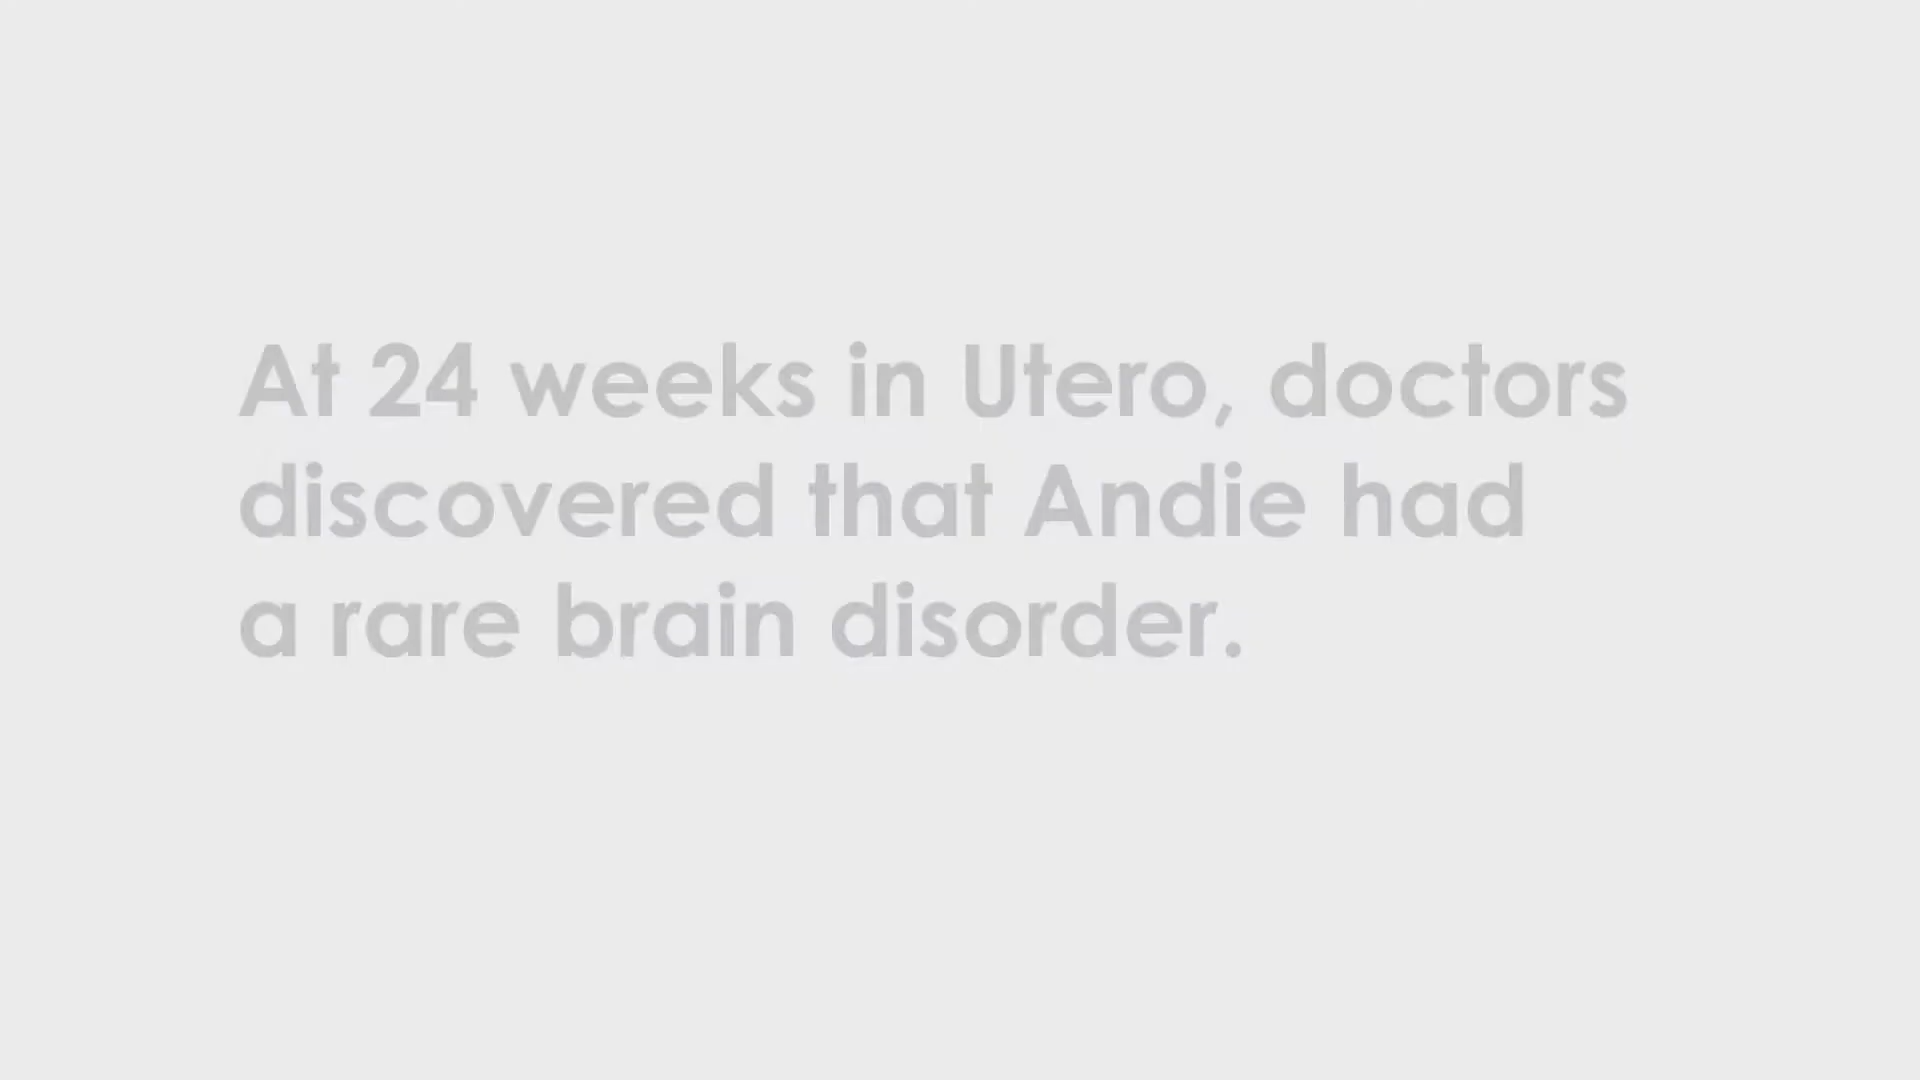 At 24 weeks in Utero, doctors
discovered that Andie had
a rare brain disorder.